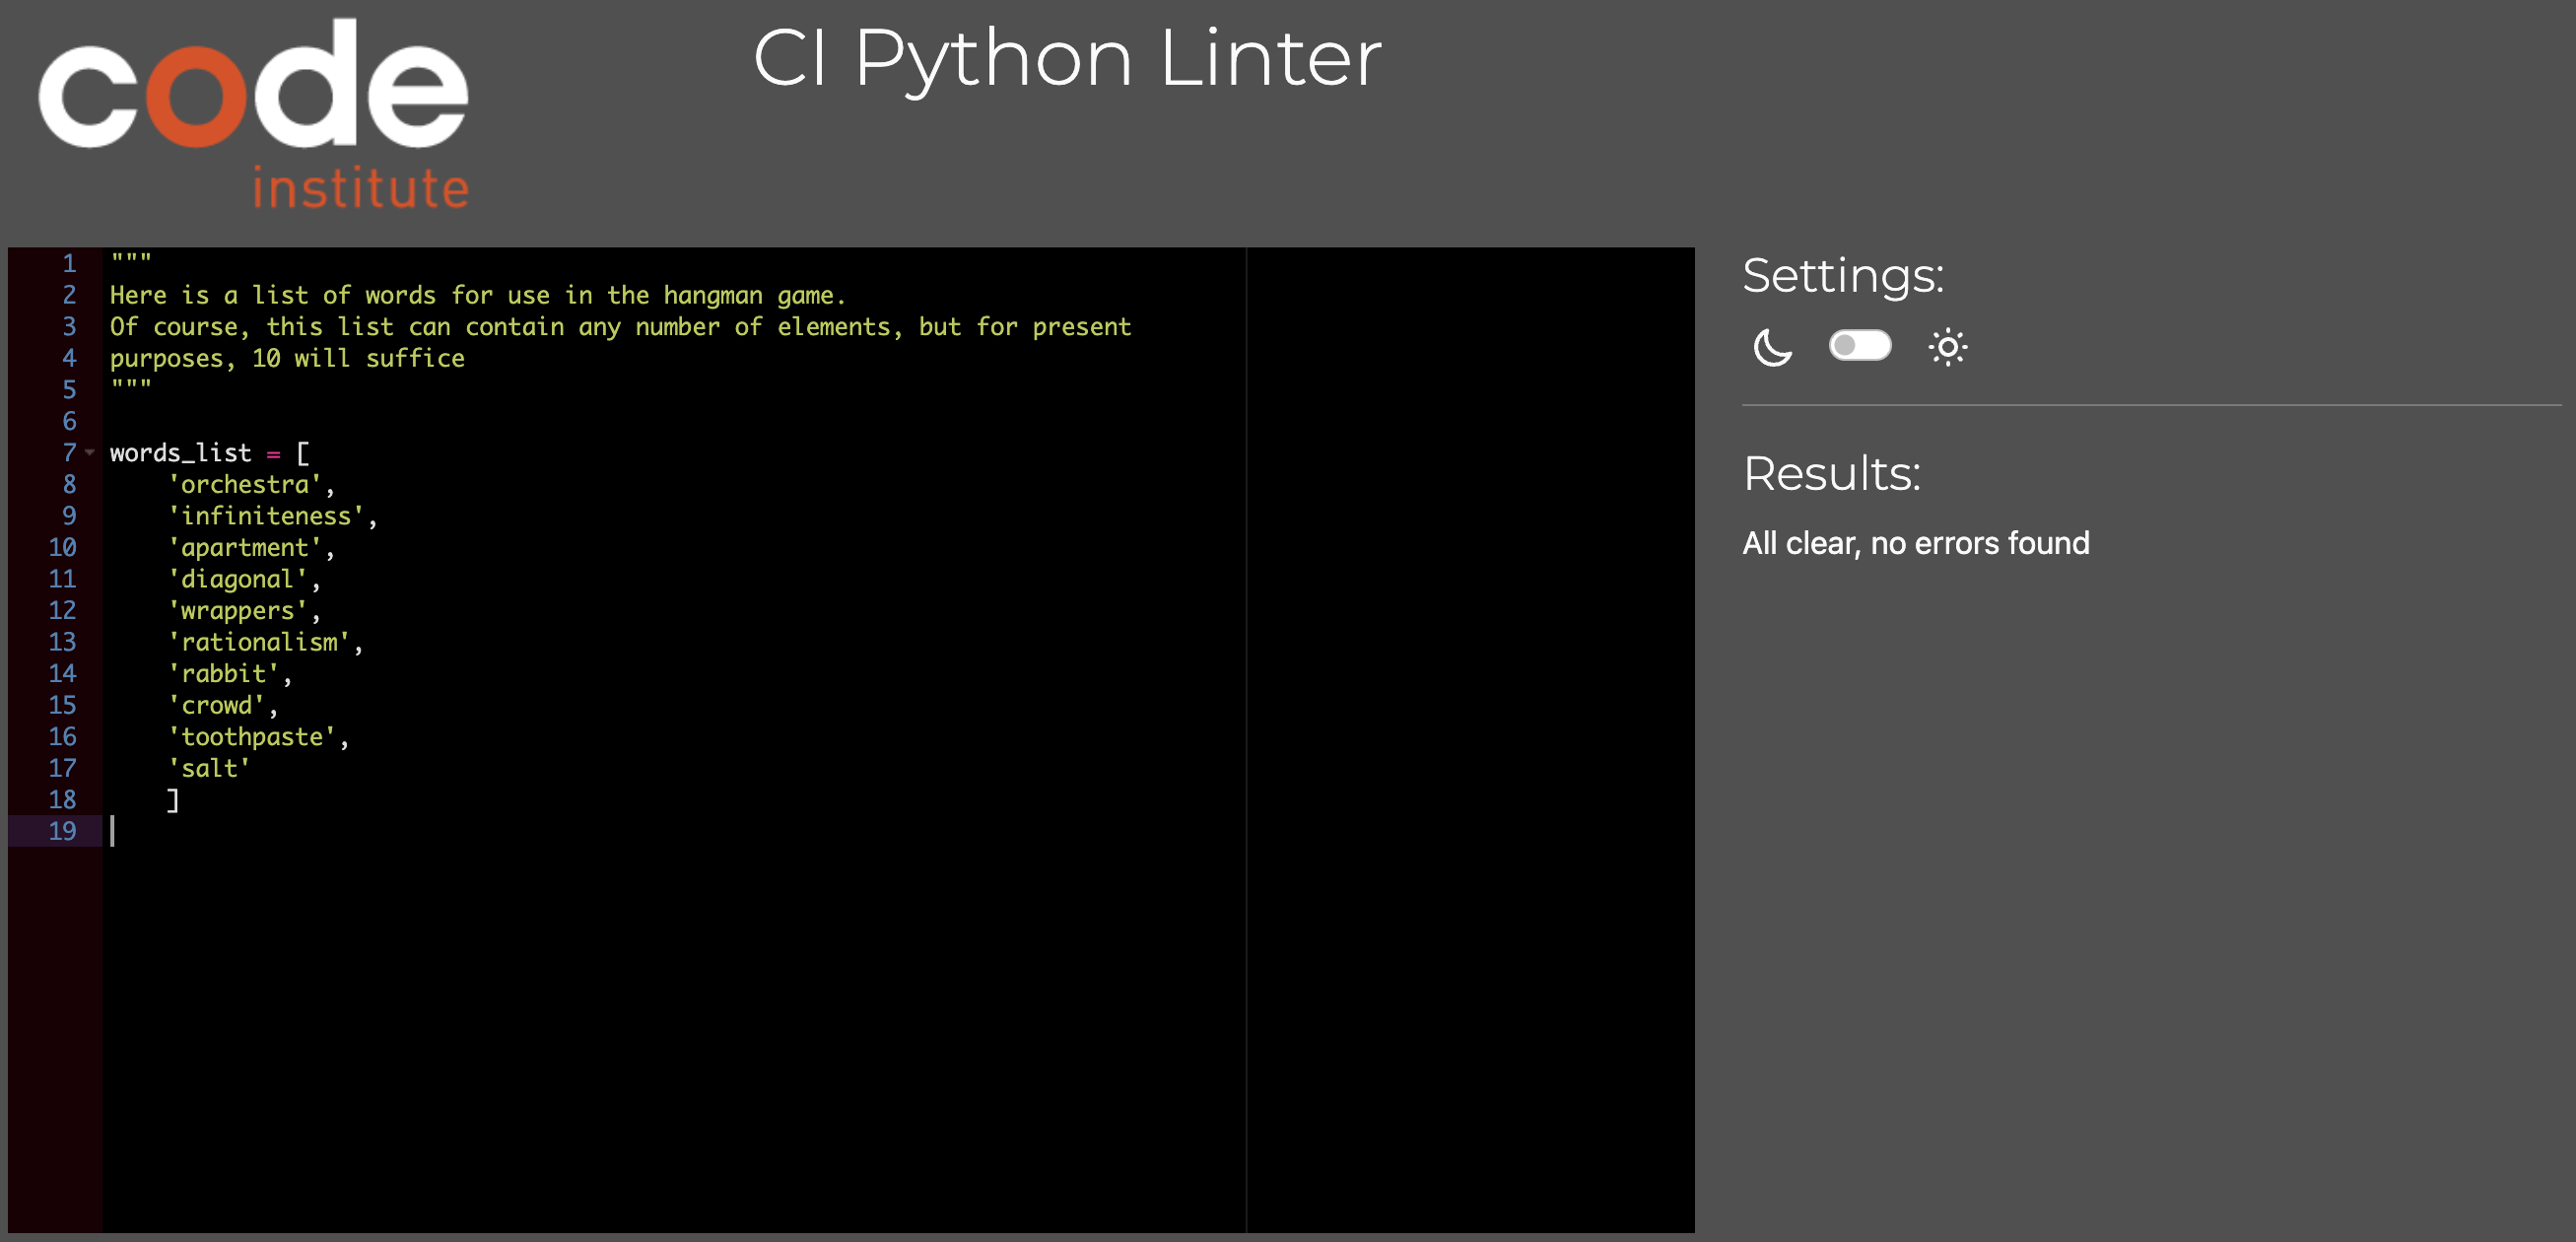 code
institute
CI Python Linter
1 """
2 Here is a list of words for use in the hangman game.
3 Of course, this list can contain any number of elements, but for present
4 purposes, 10 will suffice
5 """
6
7 words_list = [
8     'orchestra',
9     'infiniteness',
10     'apartment',
11     'diagonal',
12     'wrappers',
13     'rationalism',
14     'rabbit',
15     'crowd',
16     'toothpaste',
17     'salt'
18     ]
19
Settings:
Results:
All clear, no errors found